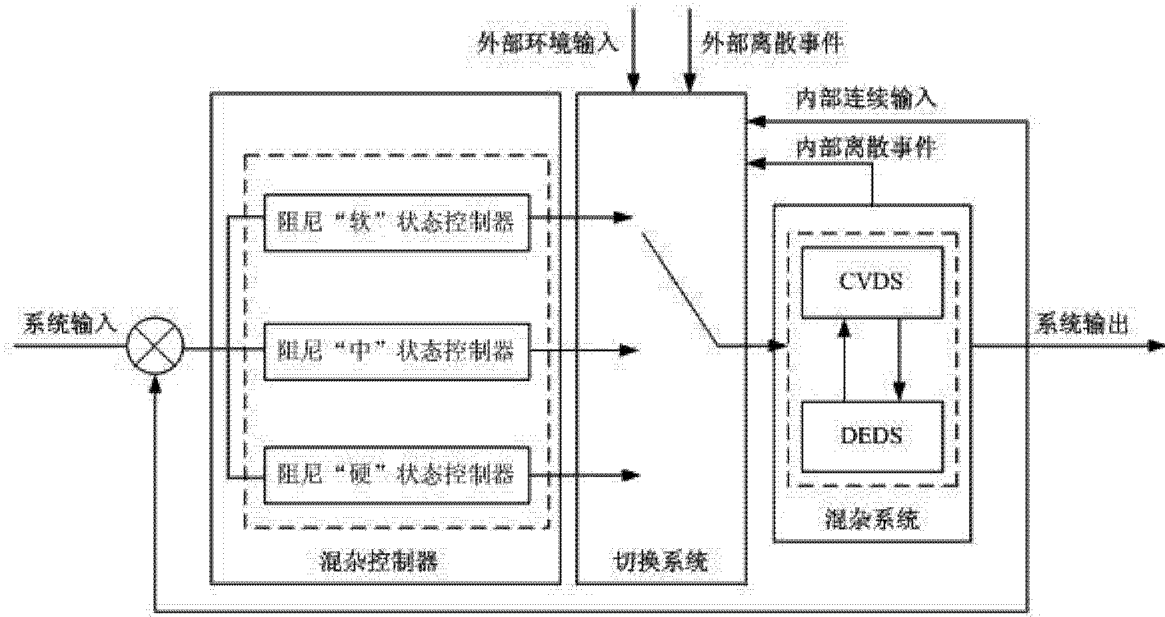 外部环境输入
外部离散事件
内部连续输入
内部离散事件
阻尼“软”状态控制器
CVDS
系统输入
阻尼“中”状态控制器
系统输出
DEDS
阻尼“硬”状态控制器
混杂系统
混杂控制器
切换系统